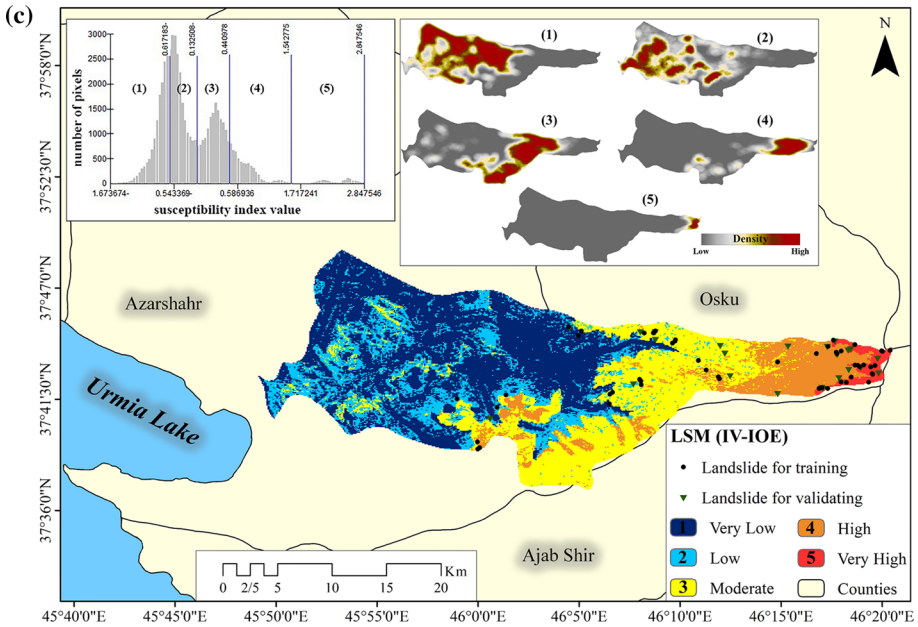 (c)
0.617183-
0.132508-
0.440978
1.542775
2.847546
number of pixels
3000
2500
2000
1500
1000
500
0
(1)
(2)
(3)
(4)
(5)
1.673674-
0.543369-
0.586936
1.717241
2.847546
susceptibility index value
(1)
(2)
(3)
(4)
(5)
Density
Low
High
N
37°58'0"N
37°52'30"N
37°47'0"N
37°41'30"N
37°36'0"N
Azarshahr
Osku
Urmia Lake
Ajab Shir
LSM (IV-IOE)
Landslide for training
Landslide for validating
1 Very Low
4 High
2 Low
5 Very High
3 Moderate
Counties
Km
0 2/5 5 10 15 20
45°40'0"E 45°45'0"E 45°50'0"E 45°55'0"E 46°0'0"E 46°5'0"E 46°10'0"E 46°15'0"E 46°20'0"E